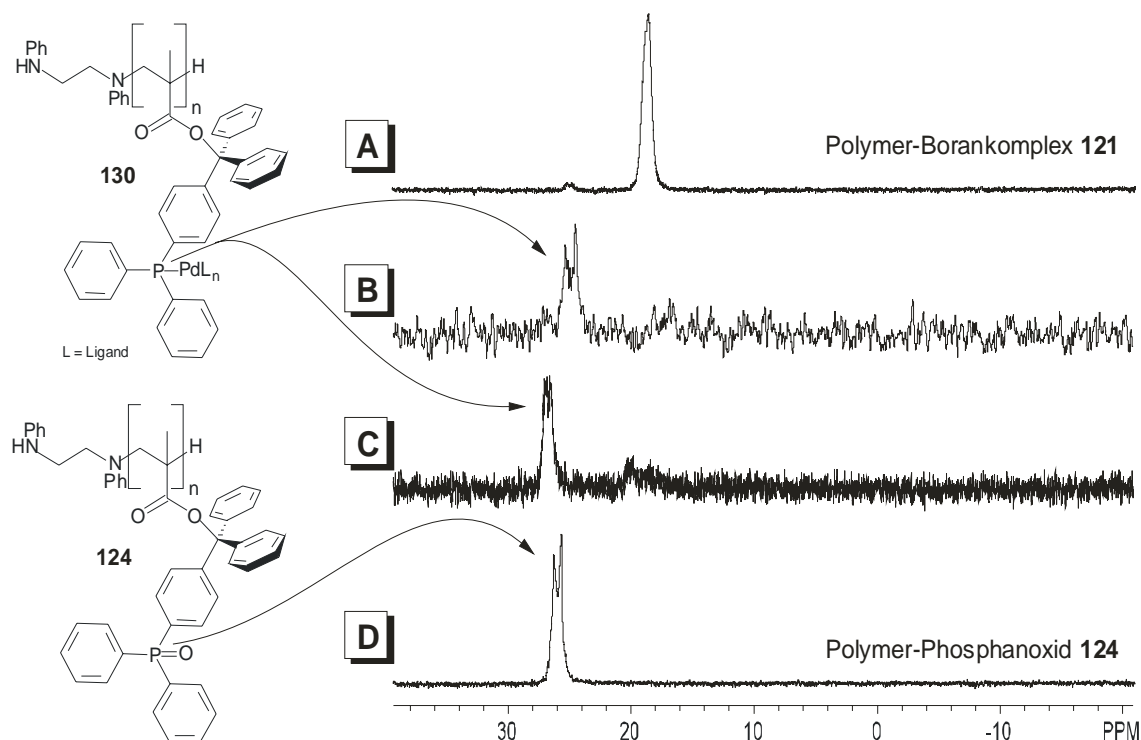 Ph
HN
N
Ph
n
H
O
O
130
P
PdLn
L = Ligand
A
Polymer-Borankomplex 121
B
C
Ph
HN
N
Ph
n
H
O
O
124
P=O
D
Polymer-Phosphanoxid 124
30 20 10 0 -10 PPM